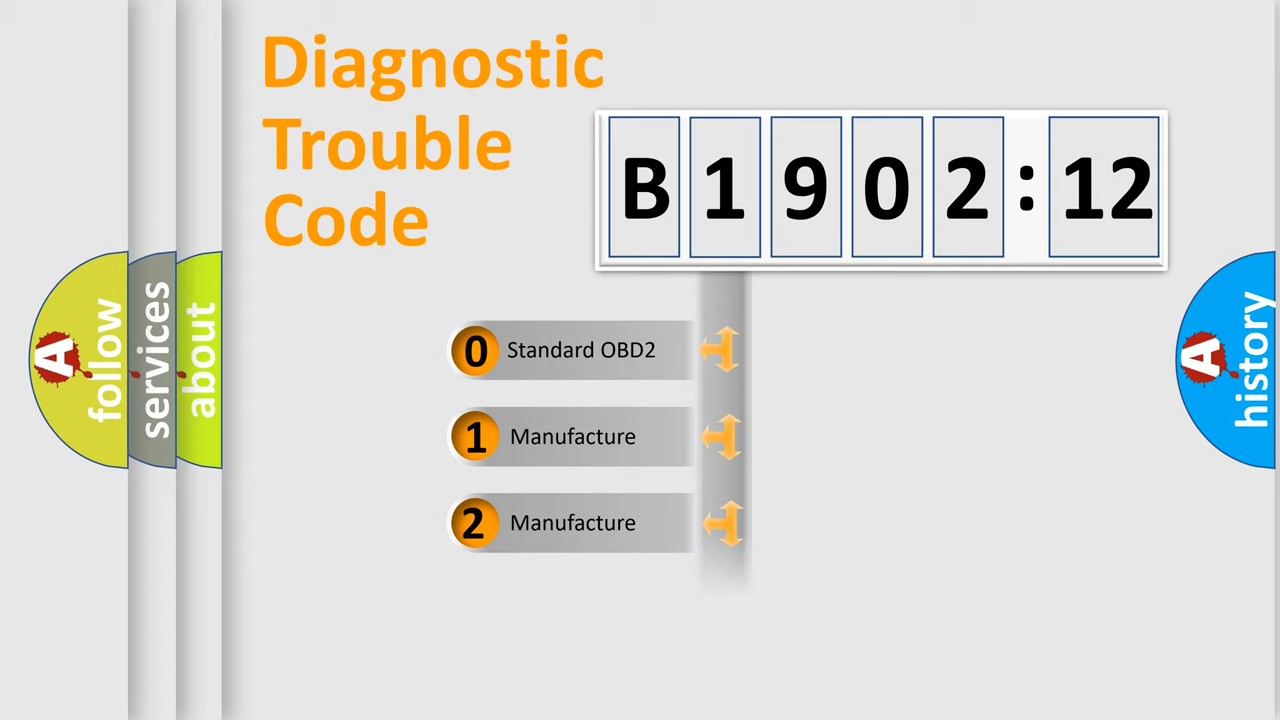 Diagnostic
Trouble
Code
B 1 9 0 2 : 12
0 Standard OBD2
1 Manufacture
2 Manufacture
A follow
services
about
A history